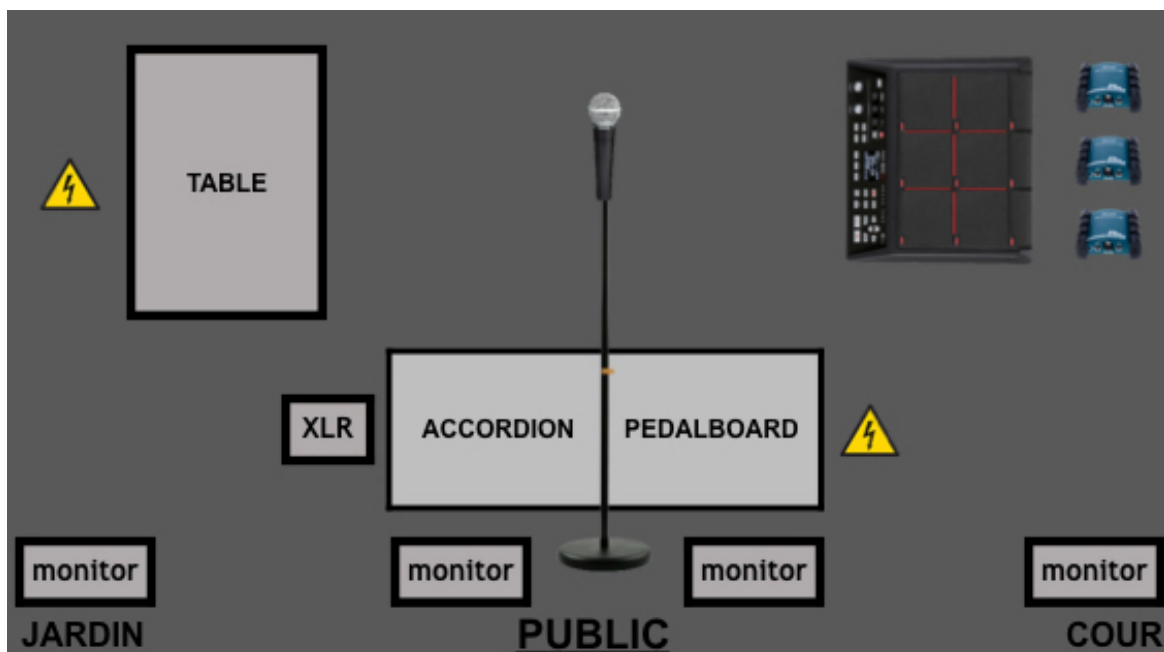 TABLE
XLR
ACCORDION
PEDALBOARD
monitor
monitor
monitor
monitor
JARDIN
PUBLIC
COUR